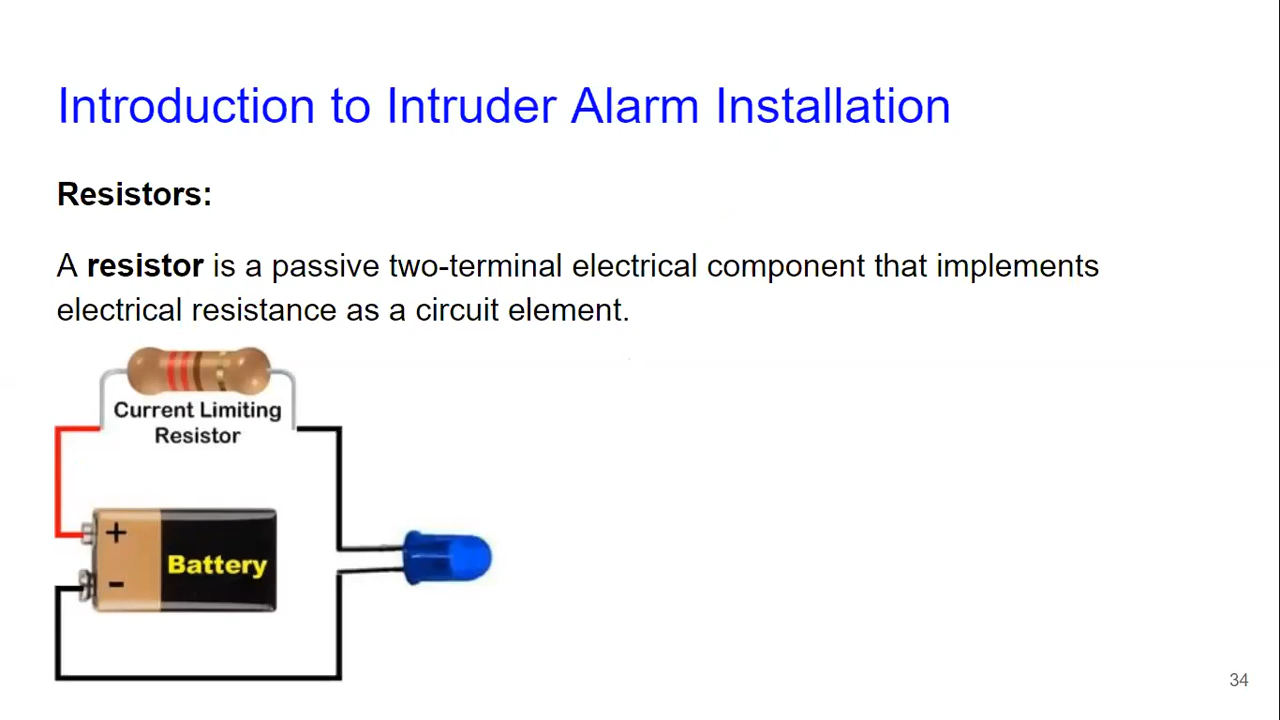 Introduction to Intruder Alarm Installation
Resistors:
A resistor is a passive two-terminal electrical component that implements
electrical resistance as a circuit element.
Current Limiting
Resistor
+
Battery
-
34